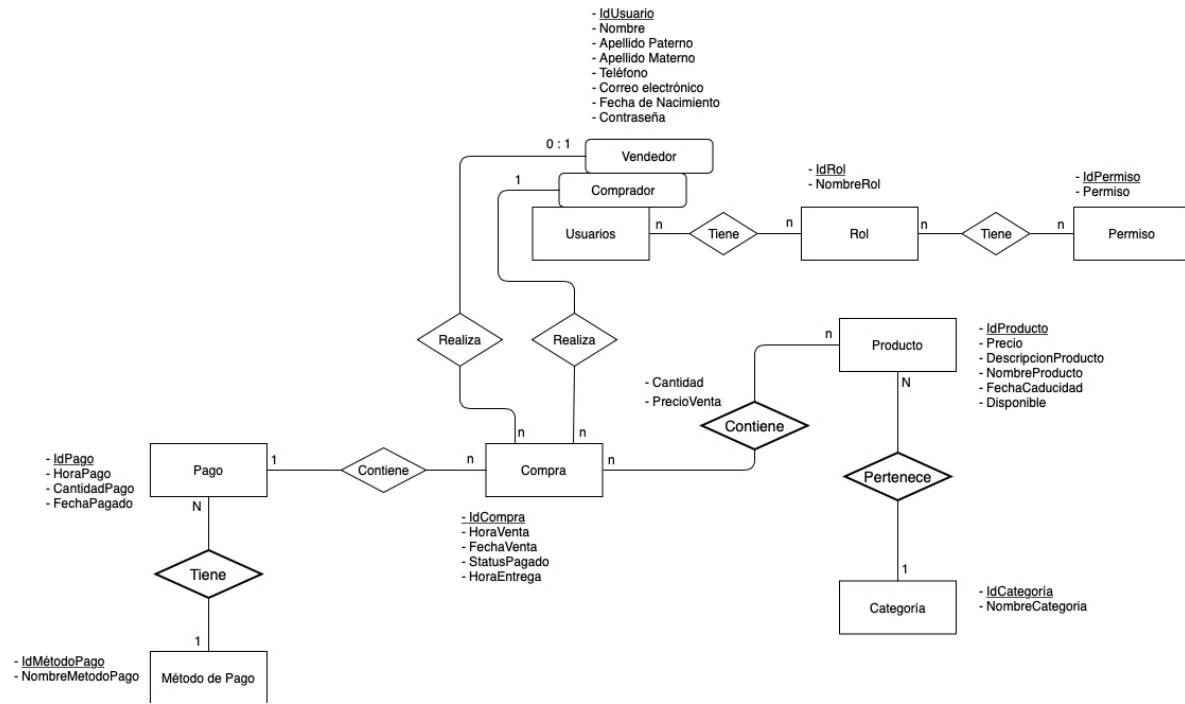 - IdUsuario
- Nombre
- Apellido Paterno
- Apellido Materno
- Teléfono
- Correo electrónico
- Fecha de Nacimiento
- Contraseña
0 : 1
Vendedor
1
Comprador
Usuarios
n
Tiene
n
- IdRol
- NombreRol
Rol
n
Tiene
n
- IdPermiso
- Permiso
Permiso
Realiza
Realiza
n
n
n
Producto
- IdProducto
- Precio
- DescripcionProducto
- NombreProducto
- FechaCaducidad
- Disponible
- Cantidad
- PrecioVenta
Contiene
N
- IdPago
- HoraPago
- CantidadPago
- FechaPagado
Pago
1
Contiene
n
Compra
n
Pertenece
N
- IdCompra
- HoraVenta
- FechaVenta
- StatusPagado
- HoraEntrega
Tiene
1
Categoría
- IdCategoría
- NombreCategoria
1
- IdMétodoPago
- NombreMetodoPago
Método de Pago